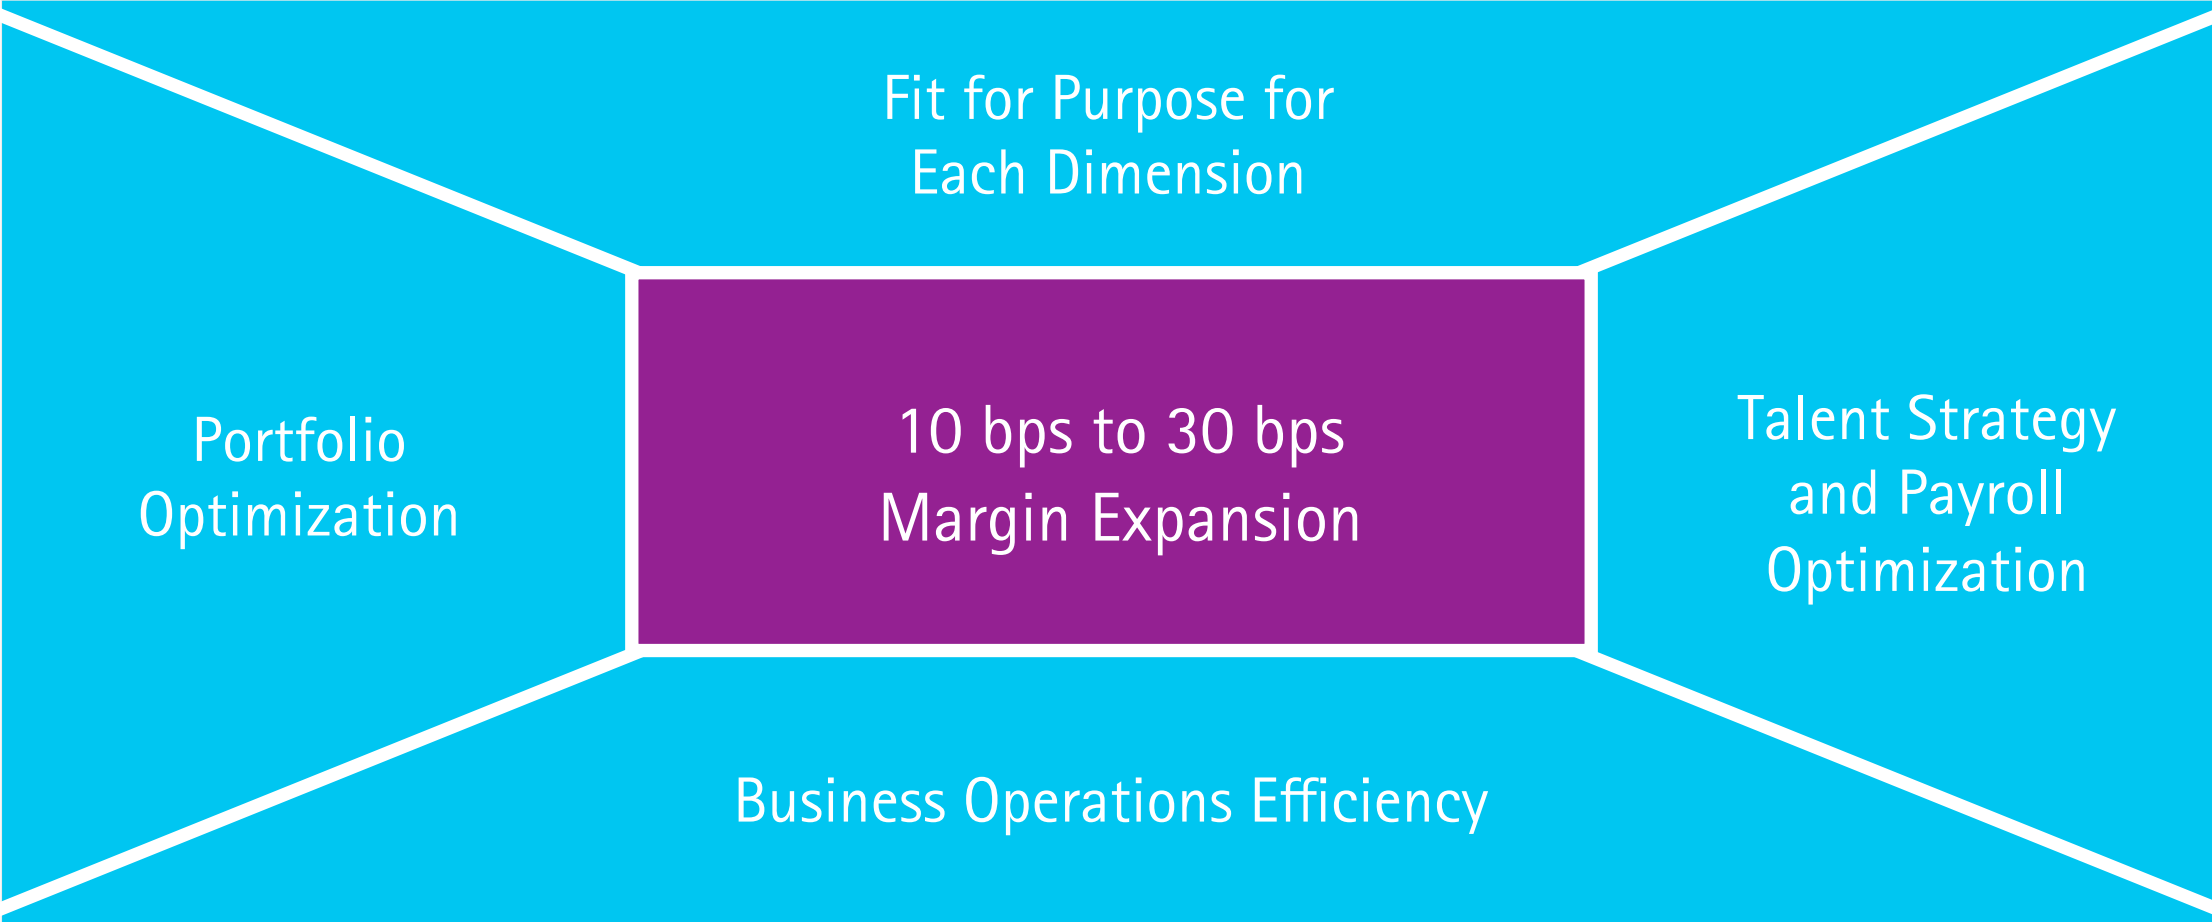 Fit for Purpose for
Each Dimension
Portfolio
Optimization
10 bps to 30 bps
Margin Expansion
Talent Strategy
and Payroll
Optimization
Business Operations Efficiency